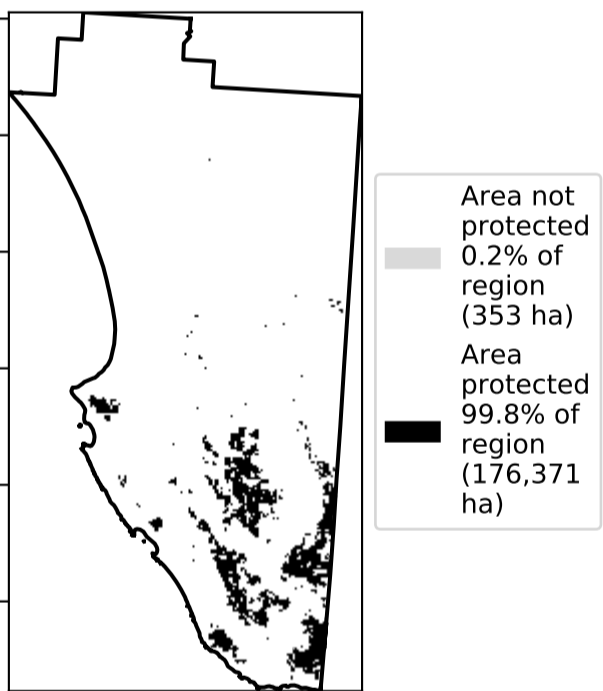 Area not
protected
0.2% of
region
(353 ha)
Area
protected
99.8% of
region
(176,371
ha)